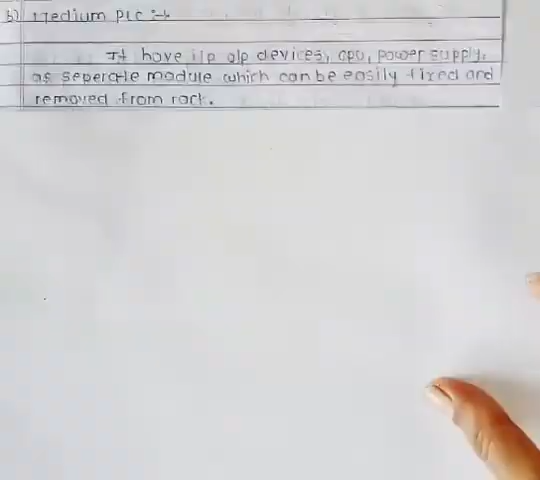 b) Medium PLC :-
It have i/p o/p devices, cpu, power supply.
as seperate module which can be easily fixed and
removed from rack.